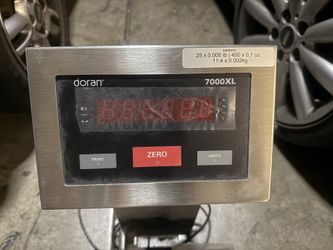 CAPACITY
25 x 0.005 lb | 400 x 0.1 oz
11.4 x 0.002kg
doran®
7000XL
PRINT
ZERO
UNITS